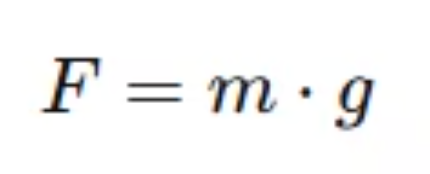 F = m · g